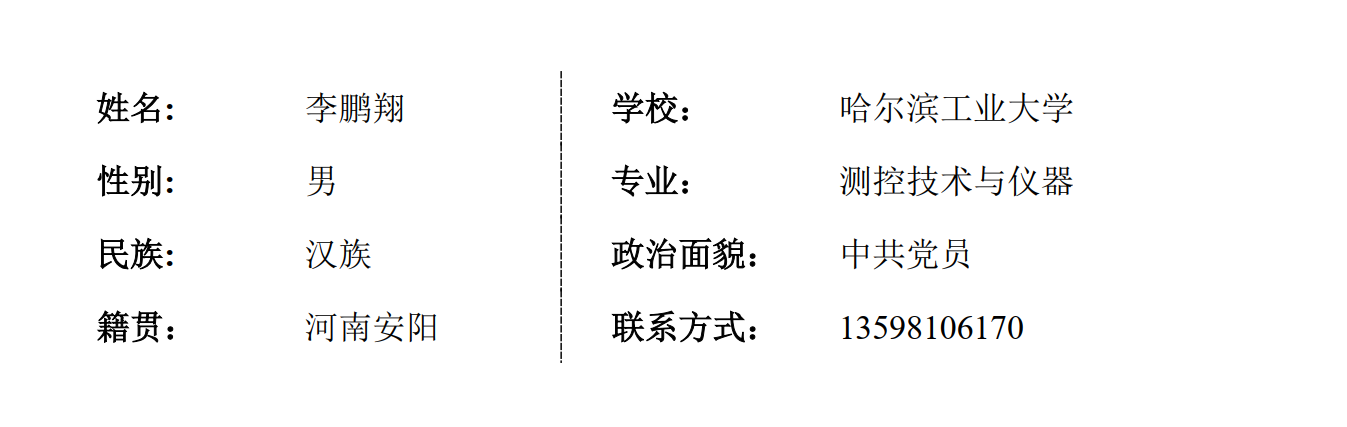 姓名: 李鹏翔 学校: 哈尔滨工业大学
性别: 男 专业: 测控技术与仪器
民族: 汉族 政治面貌: 中共党员
籍贯: 河南安阳 联系方式: 13598106170